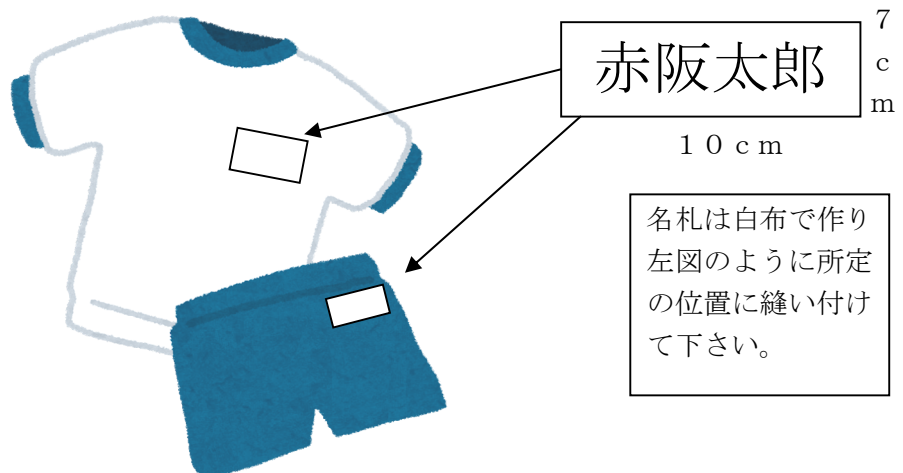 赤阪太郎
7cm
10cm
名札は白布で作り
左図のように所定
の位置に縫い付け
て下さい。